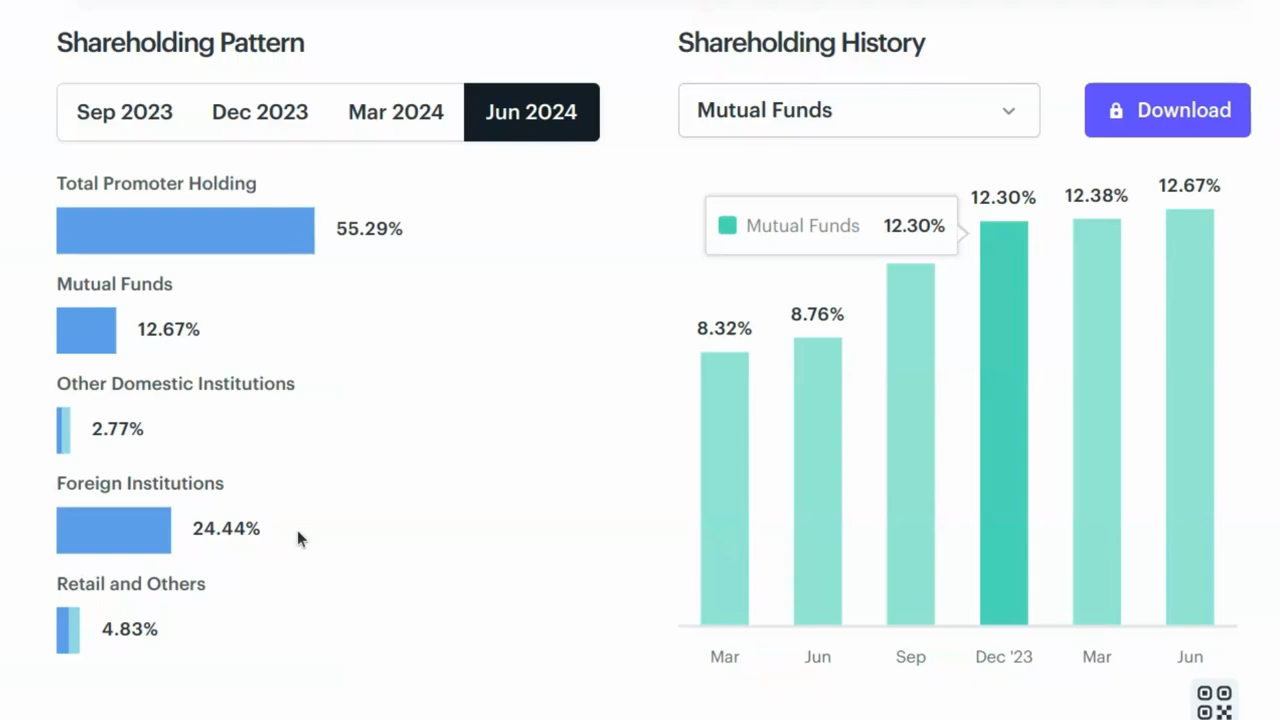 Shareholding Pattern
Sep 2023 Dec 2023 Mar 2024 Jun 2024
Total Promoter Holding
55.29%
Mutual Funds
12.67%
Other Domestic Institutions
2.77%
Foreign Institutions
24.44%
Retail and Others
4.83%
Shareholding History
Mutual Funds
Download
Mutual Funds 12.30%
8.32% 8.76% 12.30% 12.38% 12.67%
Mar Jun Sep Dec '23 Mar Jun